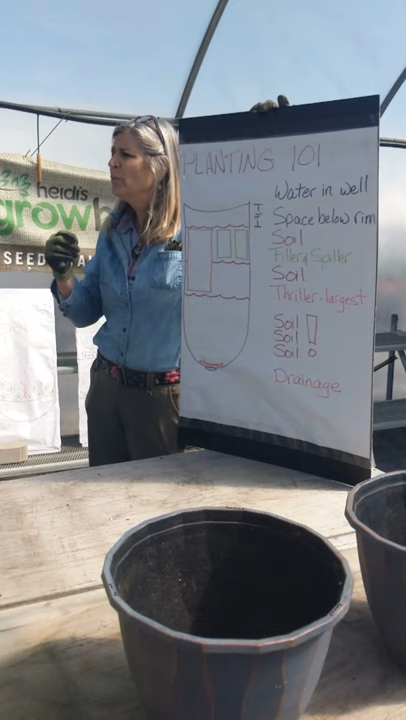 heidi's
grow
SEED
PLANTING 101
Water in well
Space below rim
Soil
Filler & Spiller
Soil
Thriller - largest
Soil !
Soil
Soil
Drainage